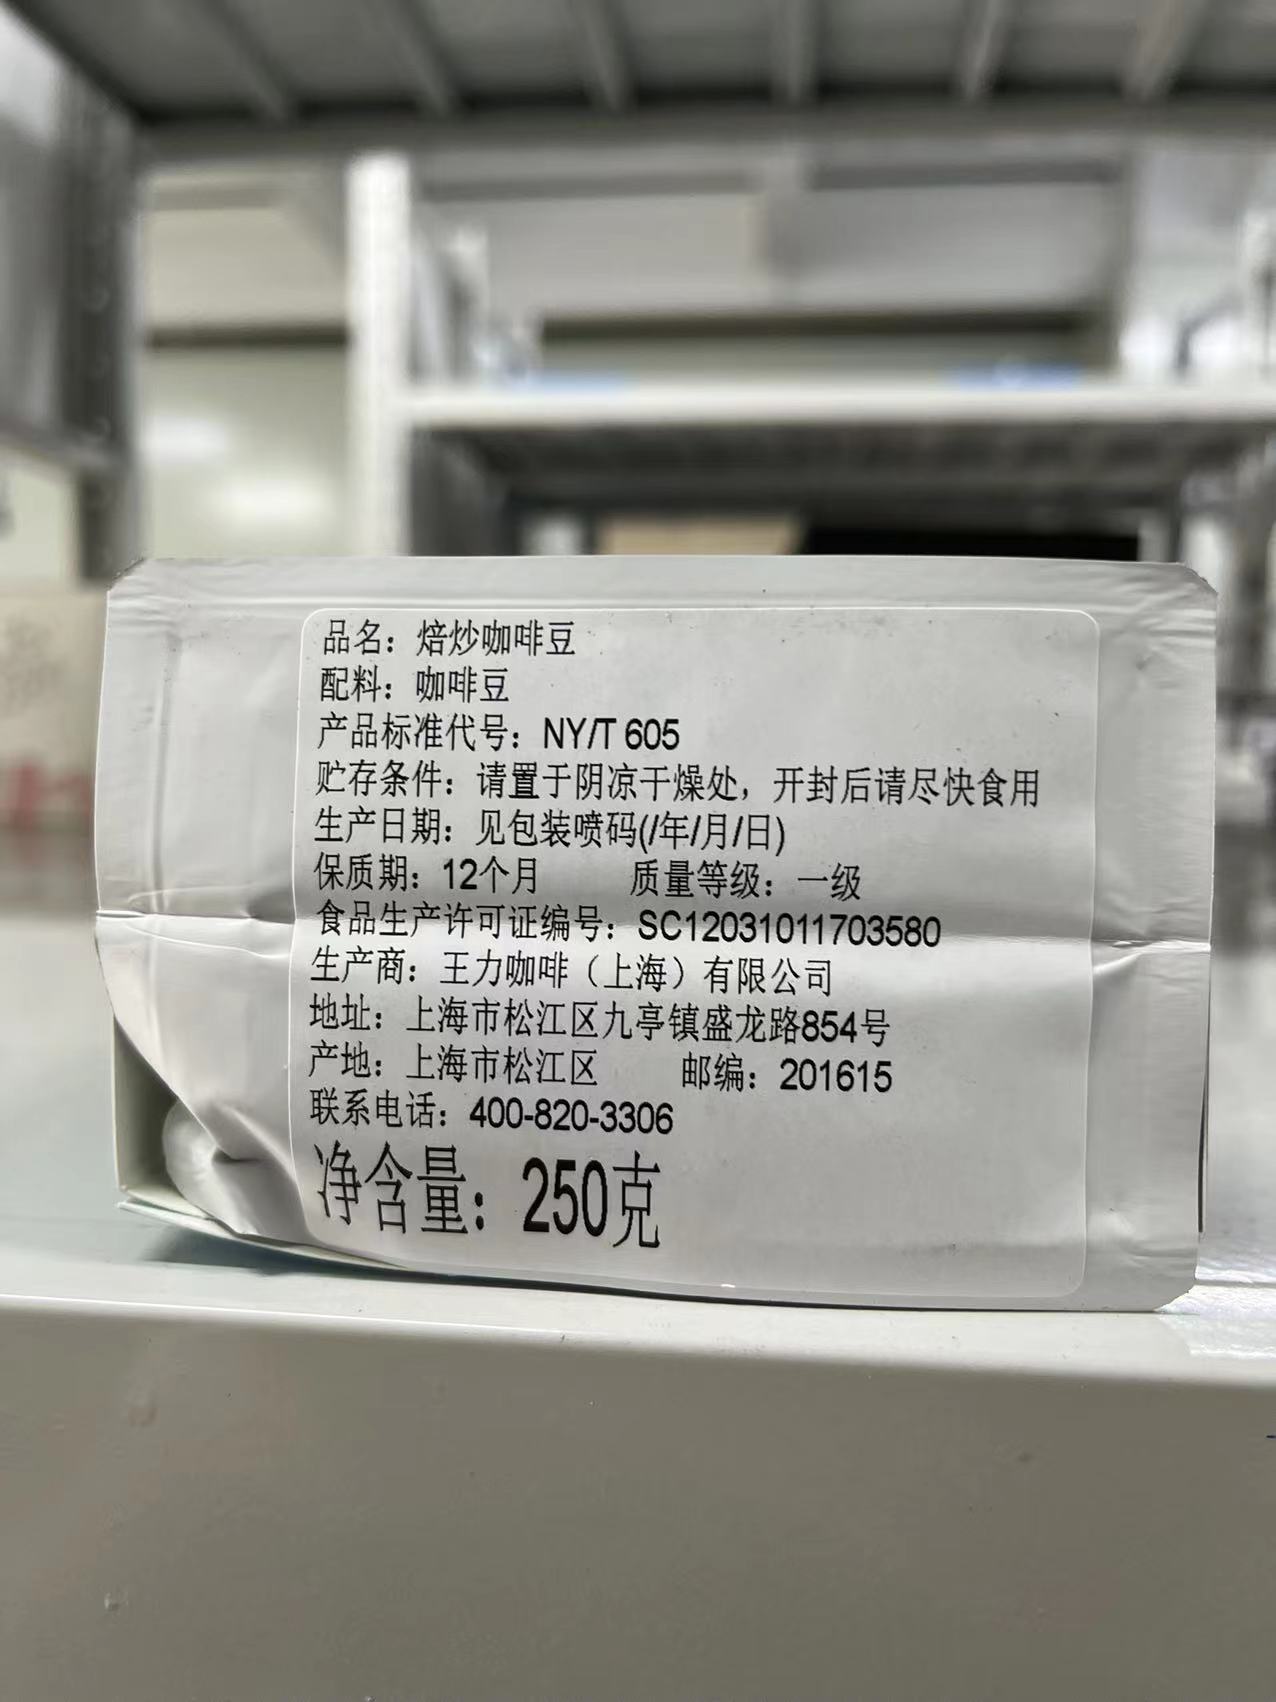 品名：焙炒咖啡豆
配料：咖啡豆
产品标准代号：NY/T 605
贮存条件：请置于阴凉干燥处，开封后请尽快食用
生产日期：见包装喷码(/年/月/日)
保质期：12个月 质量等级：一级
食品生产许可证编号：SC12031011703580
生产商：王力咖啡（上海）有限公司
地址：上海市松江区九亭镇盛龙路854号
产地：上海市松江区 邮编：201615
联系电话：400-820-3306
净含量：250克